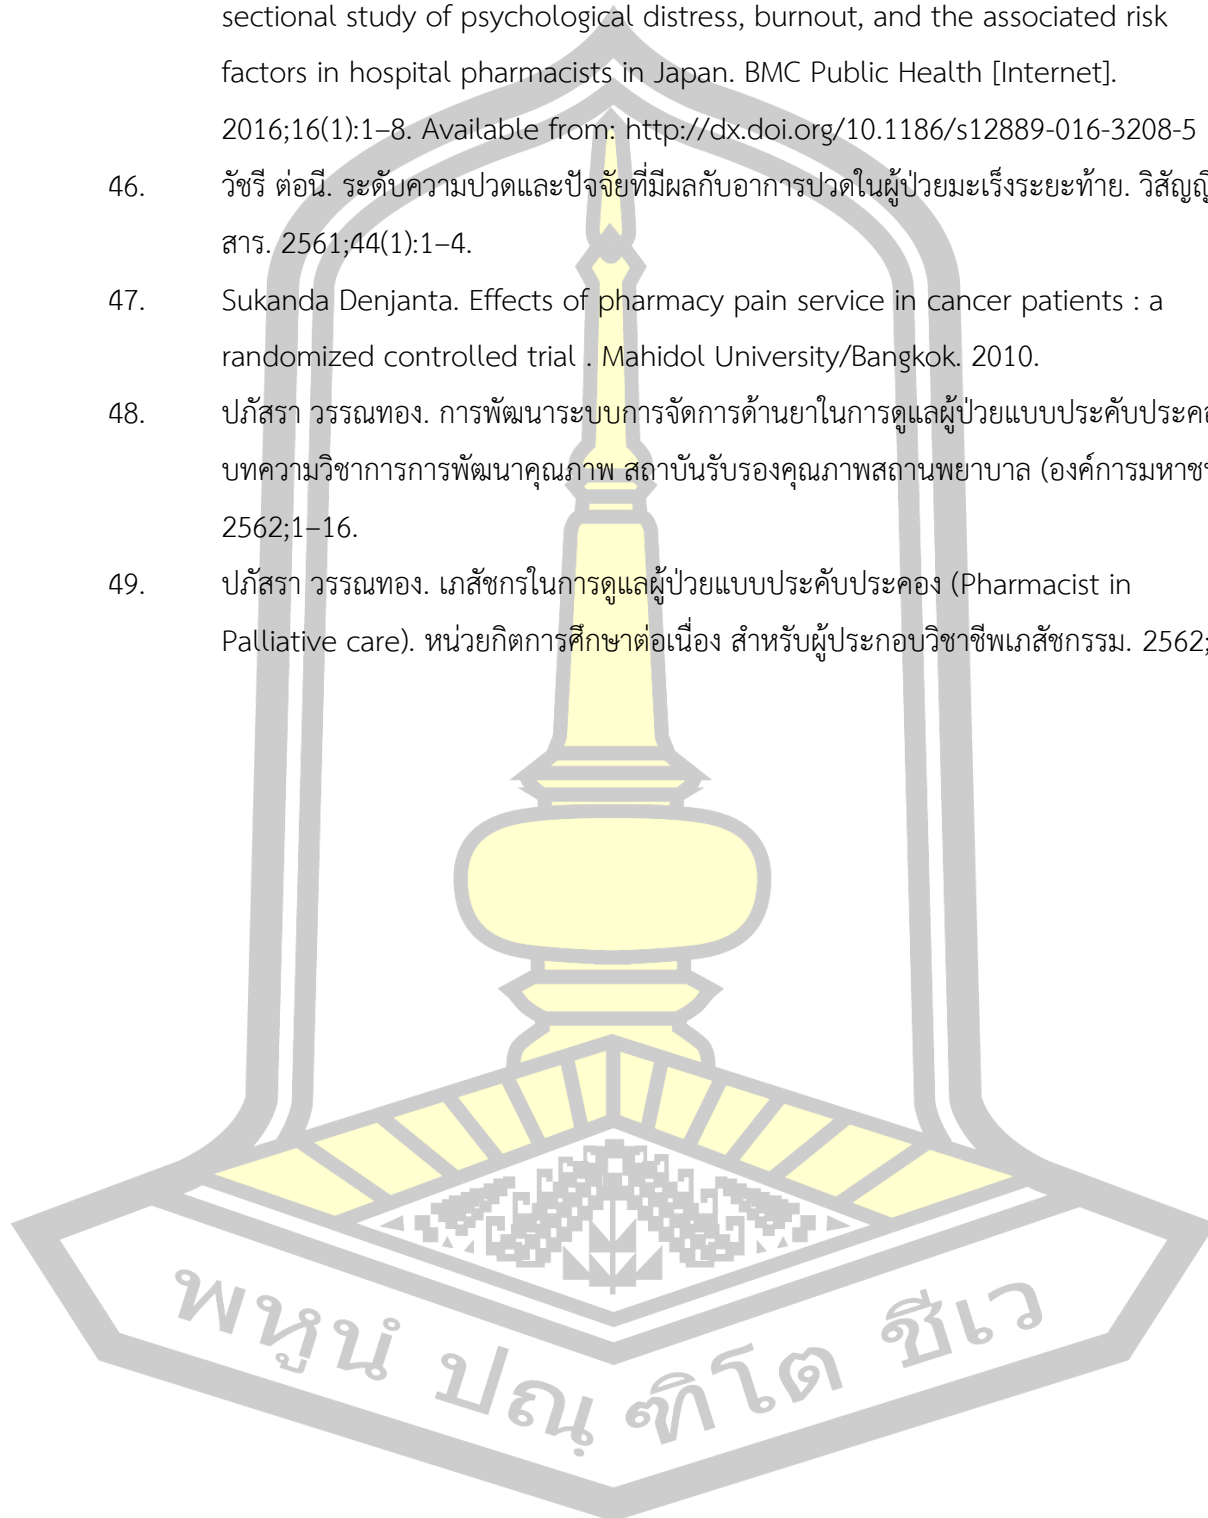 sectional study of psychological distress, burnout, and the associated risk
factors in hospital pharmacists in Japan. BMC Public Health [Internet].
2016;16(1):1–8. Available from: http://dx.doi.org/10.1186/s12889-016-3208-5
46. วัชรี ต่อนี. ระดับความปวดและปัจจัยที่มีผลกับอาการปวดในผู้ป่วยมะเร็งระยะท้าย.
สาร. 2561;44(1):1–4.
47. Sukanda Denjanta. Effects of pharmacy pain service in cancer patients : a
randomized controlled trial . Mahidol University/Bangkok. 2010.
48. ปภัสรา วรรณทอง. การพัฒนาระบบการจัดการด้านยาในการดูแลผู้ป่วยแบบประคับ
บทความวิชาการการพัฒนาคุณภาพ สถาบันรับรองคุณภาพสถานพยาบาล (องค์การ
2562;1–16.
49. ปภัสรา วรรณทอง. เภสัชกรในการดูแลผู้ป่วยแบบประคับประคอง (Pharmacist in
Palliative care). หน่วยกิตการศึกษาต่อเนื่อง สำหรับผู้ประกอบวิชาชีพเภสัชกรรม. 2562;
พหูนํ ปณฺ ฑิโต ชีเว